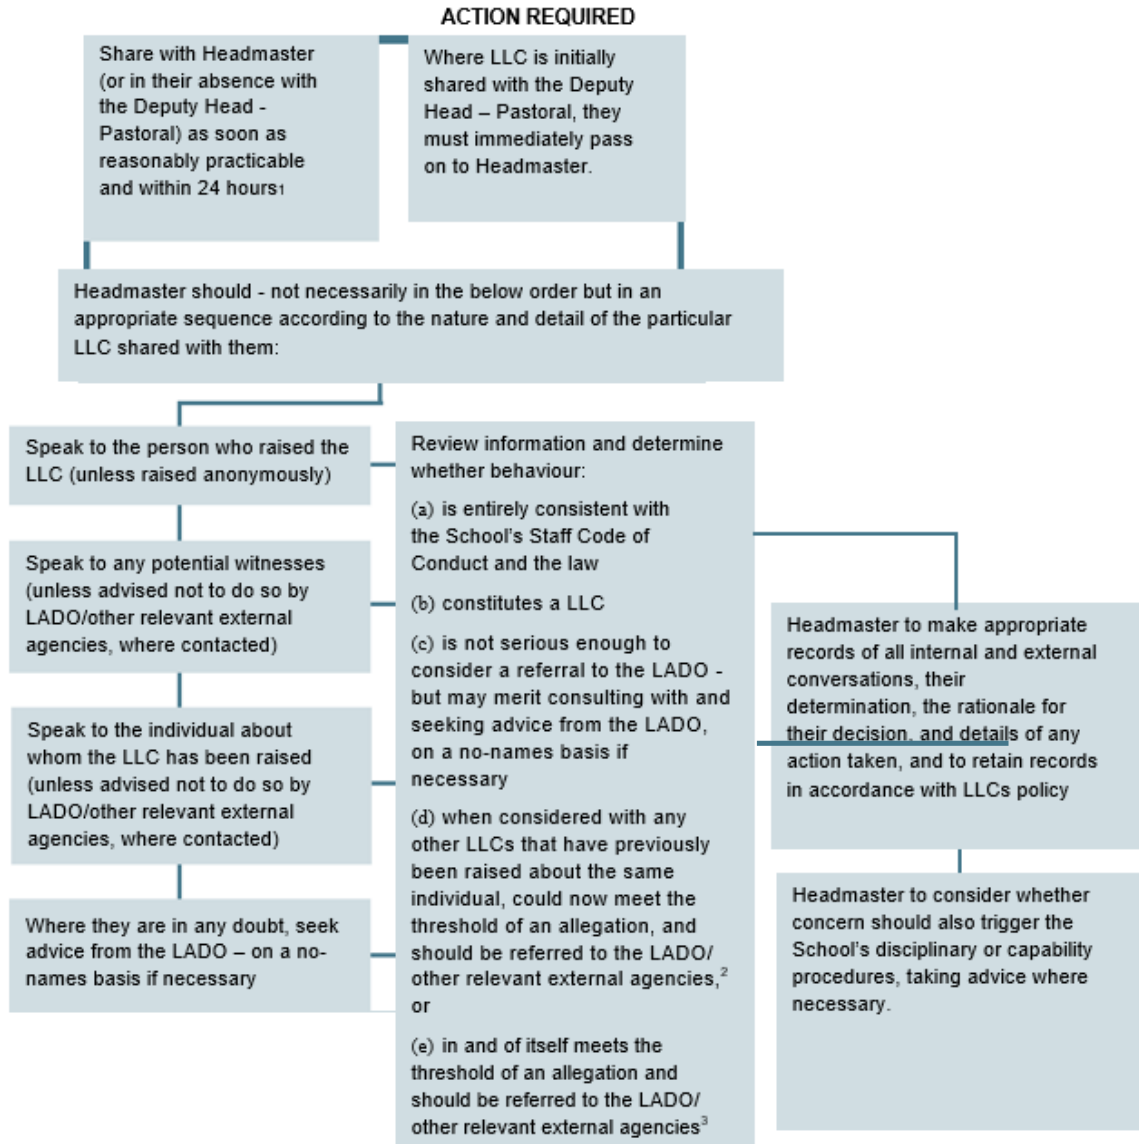 ACTION REQUIRED
Share with Headmaster
(or in their absence with
the Deputy Head -
Pastoral) as soon as
reasonably practicable
and within 24 hours1
Where LLC is initially
shared with the Deputy
Head – Pastoral, they
must immediately pass
on to Headmaster.
Headmaster should - not necessarily in the below order but in an
appropriate sequence according to the nature and detail of the particular
LLC shared with them:
Speak to the person who raised the
LLC (unless raised anonymously)
Speak to any potential witnesses
(unless advised not to do so by
LADO/other relevant external
agencies, where contacted)
Speak to the individual about
whom the LLC has been raised
(unless advised not to do so by
LADO/other relevant external
agencies, where contacted)
Where they are in any doubt, seek
advice from the LADO – on a no-
names basis if necessary
Review information and determine
whether behaviour:
(a) is entirely consistent with
the School's Staff Code of
Conduct and the law
(b) constitutes a LLC
(c) is not serious enough to
consider a referral to the LADO -
but may merit consulting with and
seeking advice from the LADO,
on a no-names basis if
necessary
(d) when considered with any
other LLCs that have previously
been raised about the same
individual, could now meet the
threshold of an allegation, and
should be referred to the LADO/
other relevant external agencies,2
or
(e) in and of itself meets the
threshold of an allegation and
should be referred to the LADO/
other relevant external agencies3
Headmaster to make appropriate
records of all internal and external
conversations, their
determination, the rationale for
their decision, and details of any
action taken, and to retain records
in accordance with LLCs policy
Headmaster to consider whether
concern should also trigger the
School's disciplinary or capability
procedures, taking advice where
necessary.